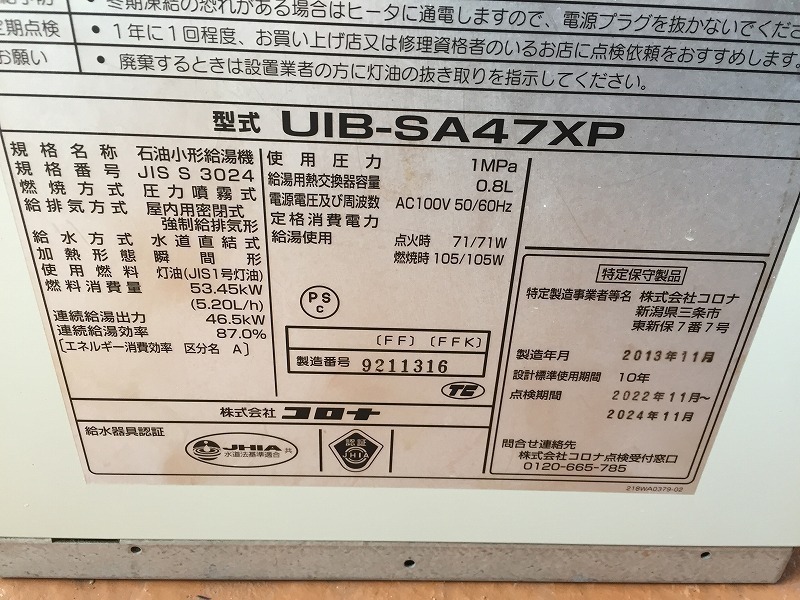 ・冬期凍結の恐れがある場合はヒータに通電しますので、電源プラグを抜かないでくだ
定期点検 ・1年に1回程度、お買い上げ店又は修理資格者のいるお店に点検依頼をおすすめします。
お願い ・廃棄するときは設置業者の方に灯油の抜き取りを指示してください。
型式 UIB-SA47XP
規格名称 石油小形給湯機
規格番号 JIS S 3024
燃焼方式 圧力噴霧式
給排気方式 屋内用密閉式
強制給排気形
給水方式 水道直結式
加熱形態 瞬間形
使用燃料 灯油(JIS1号灯油)
燃料消費量 53.45kW
(5.20L/h)
連続給湯出力 46.5kW
連続給湯効率 87.0%
[エネルギー消費効率 区分名 A]
使用圧力 1MPa
給湯用熱交換器容量 0.8L
電源電圧及び周波数 AC100V 50/60Hz
定格消費電力
給湯使用 点火時 71/71W
燃焼時 105/105W
PS
C
(FF) (FFK)
製造番号 9211316
TC
株式会社 コロナ
給水器具認証
JHIA 共
水道法基準適合
認証
JHIA
特定保守製品
特定製造事業者等名 株式会社コロナ
新潟県三条市
東新保7番7号
製造年月 2013年11月
設計標準使用期間 10年
点検期間 2022年11月~
2024年11月
問合せ連絡先
株式会社コロナ点検受付窓口
0120-665-785
218WA0379-02